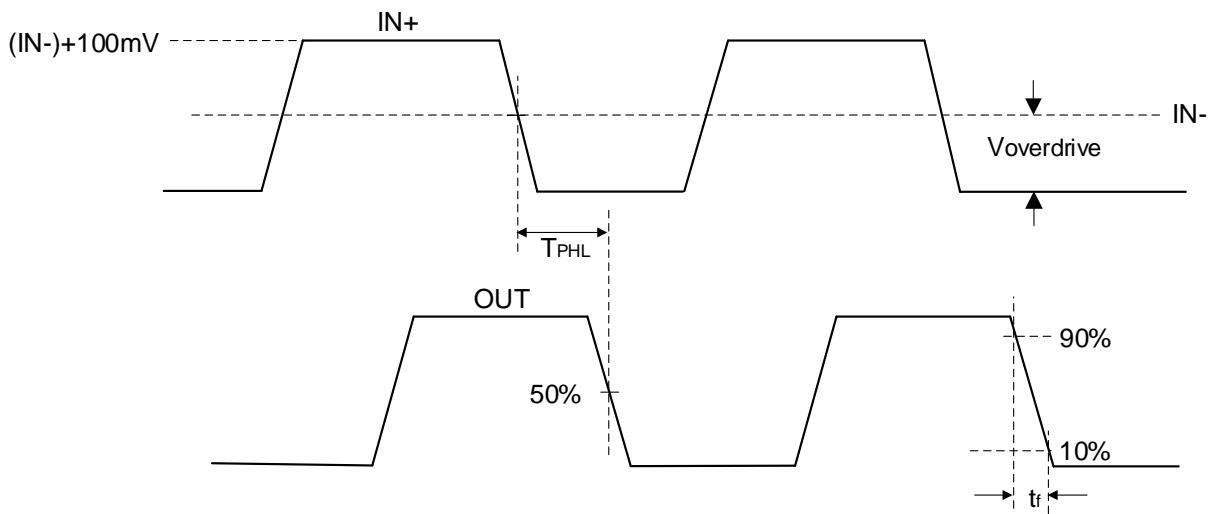 IN+
(IN-)+100mV
IN-
Voverdrive
TPHL
OUT
90%
50%
10%
tf